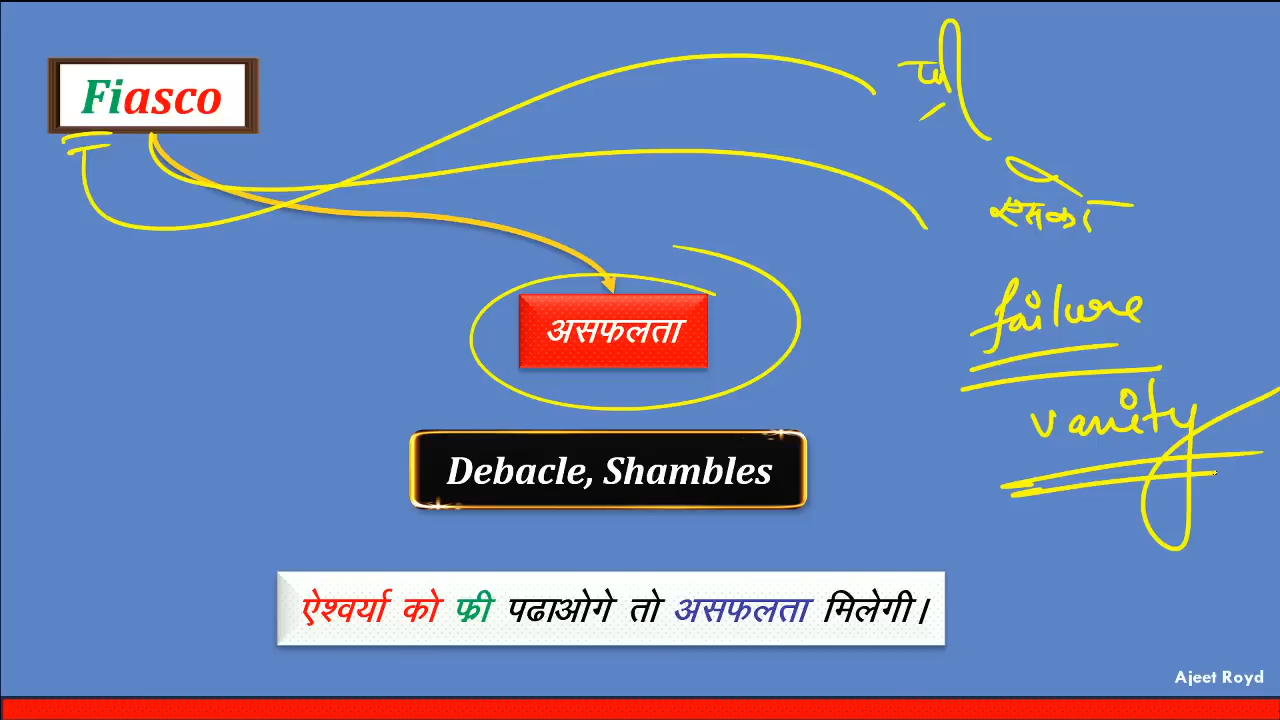 Fiasco
failure
असफलता
vanity
Debacle, Shambles
ऐश्वर्या को फ्री पढाओगे तो असफलता मिलेगी।
Ajeet Royd